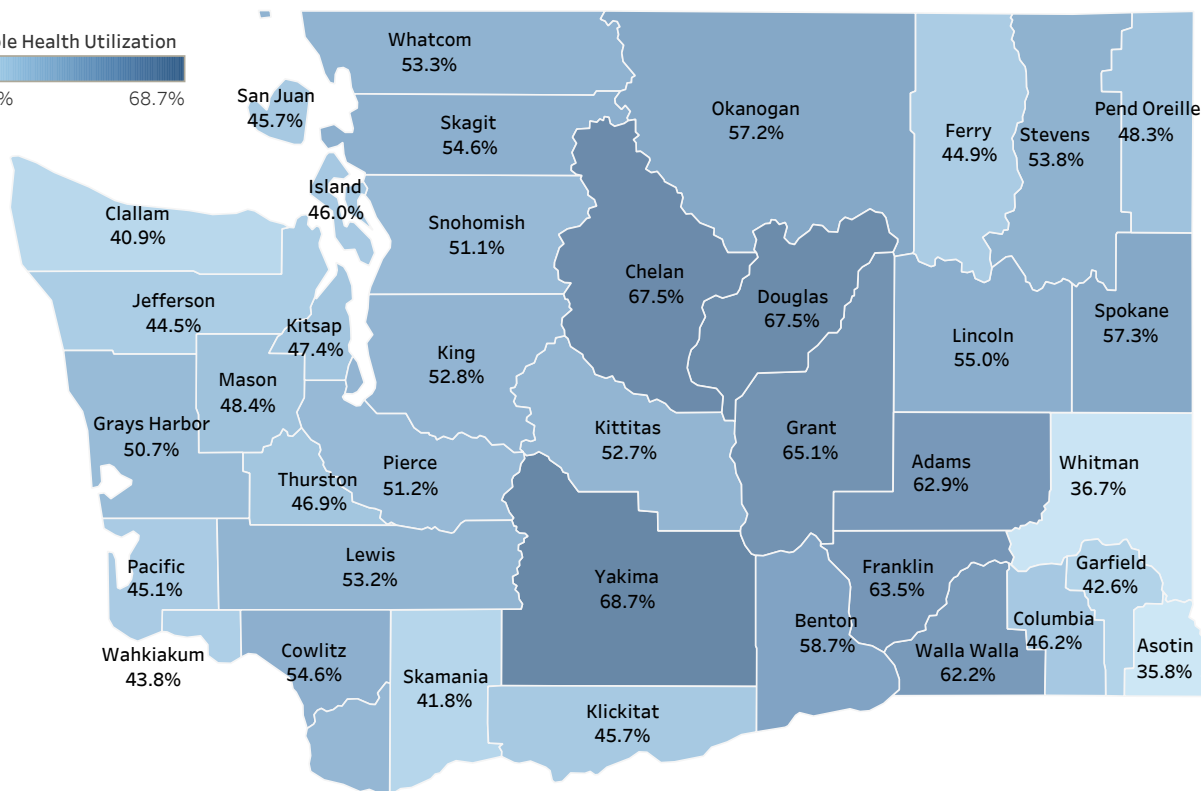 ole Health Utilization
%
68.7%
Whatcom
53.3%
San Juan
45.7%
Skagit
54.6%
Okanogan
57.2%
Ferry
44.9%
Stevens
53.8%
Pend Oreille
48.3%
Island
46.0%
Clallam
40.9%
Snohomish
51.1%
Chelan
67.5%
Douglas
67.5%
Jefferson
44.5%
Kitsap
47.4%
King
52.8%
Lincoln
55.0%
Spokane
57.3%
Mason
48.4%
Grays Harbor
50.7%
Kittitas
52.7%
Grant
65.1%
Pierce
51.2%
Adams
62.9%
Whitman
36.7%
Thurston
46.9%
Lewis
53.2%
Pacific
45.1%
Yakima
68.7%
Franklin
63.5%
Garfield
42.6%
Benton
58.7%
Columbia
46.2%
Wahkiakum
43.8%
Cowlitz
54.6%
Skamania
41.8%
Walla Walla
62.2%
Asotin
35.8%
Klickitat
45.7%